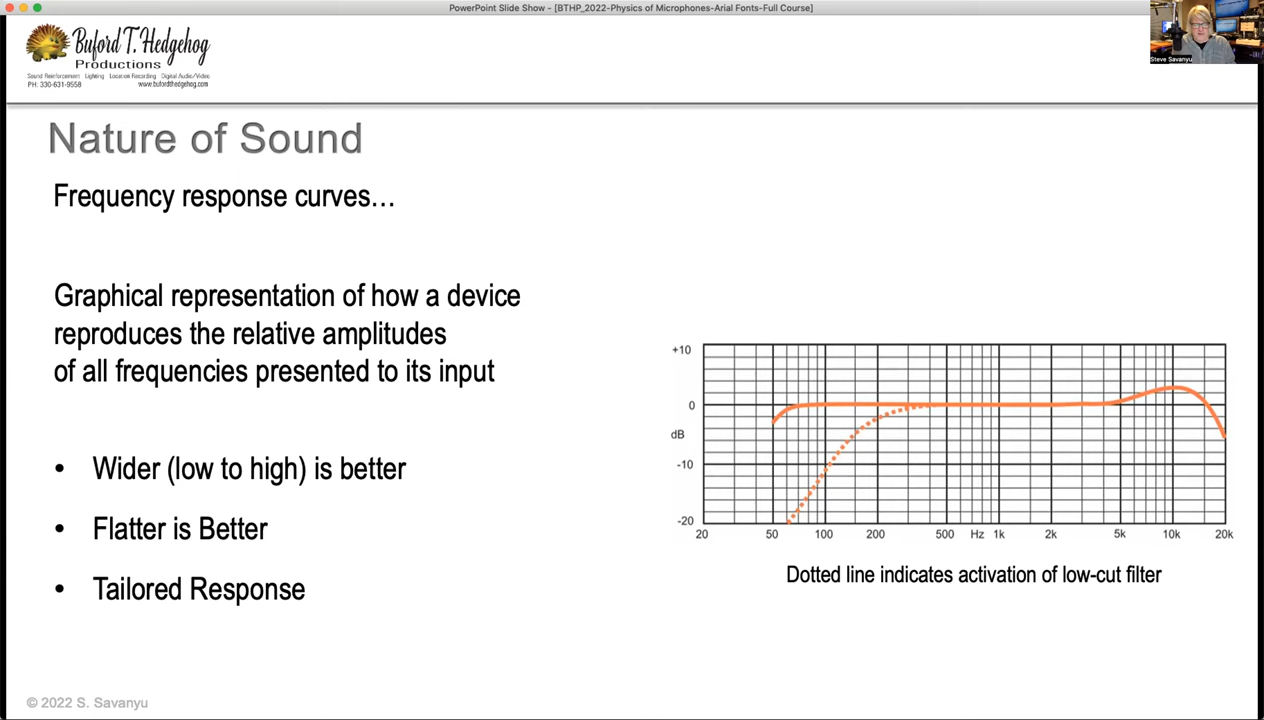 PowerPoint Slide Show - [BTHP_2022-Physics of Microphones-Arial Fonts-Full Course]
Buford T. Hedgehog
Productions
Sound Reinforcement Lighting Location Recording Digital Audio/Video
PH: 330-631-9558 www.bufordthedgehog.com
Steve Savanyu
Nature of Sound
Frequency response curves…
Graphical representation of how a device
reproduces the relative amplitudes
of all frequencies presented to its input
• Wider (low to high) is better
• Flatter is Better
• Tailored Response
+10
0
dB
-10
-20
20 50 100 200 500 Hz 1k 2k 5k 10k 20k
Dotted line indicates activation of low-cut filter
© 2022 S. Savanyu